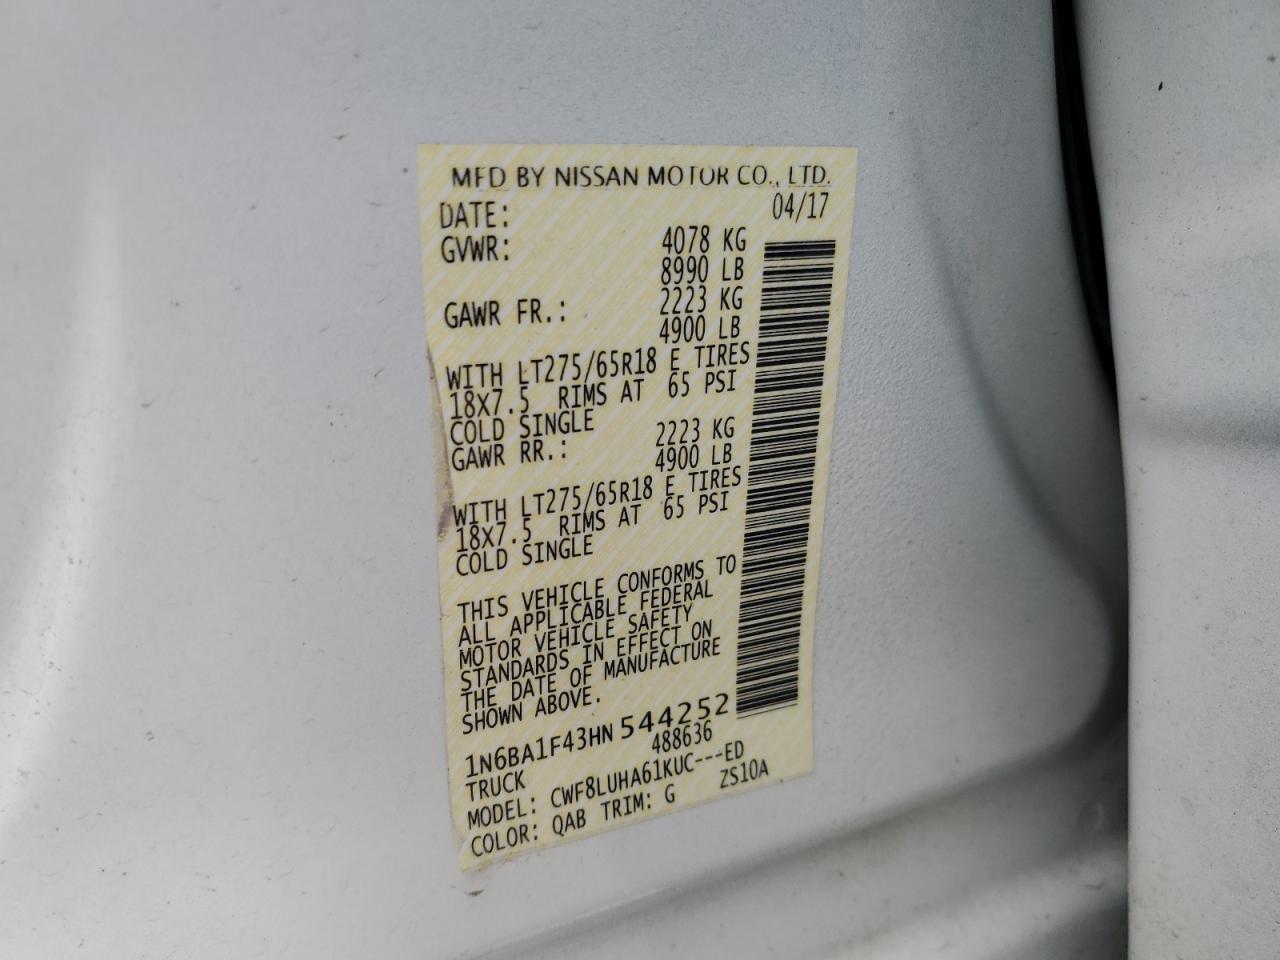 MFD BY NISSAN MOTOR CO., LTD.
DATE: 04/17
GVWR: 4078 KG
8990 LB
GAWR FR.: 2223 KG
4900 LB
WITH LT275/65R18 E TIRES
18X7.5 RIMS AT 65 PSI
COLD SINGLE
GAWR RR.: 2223 KG
4900 LB
WITH LT275/65R18 E TIRES
18X7.5 RIMS AT 65 PSI
COLD SINGLE
THIS VEHICLE CONFORMS TO
ALL APPLICABLE FEDERAL
MOTOR VEHICLE SAFETY
STANDARDS IN EFFECT ON
THE DATE OF MANUFACTURE
SHOWN ABOVE.
1N6BA1F43HN 544252
TRUCK 488636
MODEL: CWF8LUHA61KUC---ED
COLOR: QAB TRIM: G ZS10A